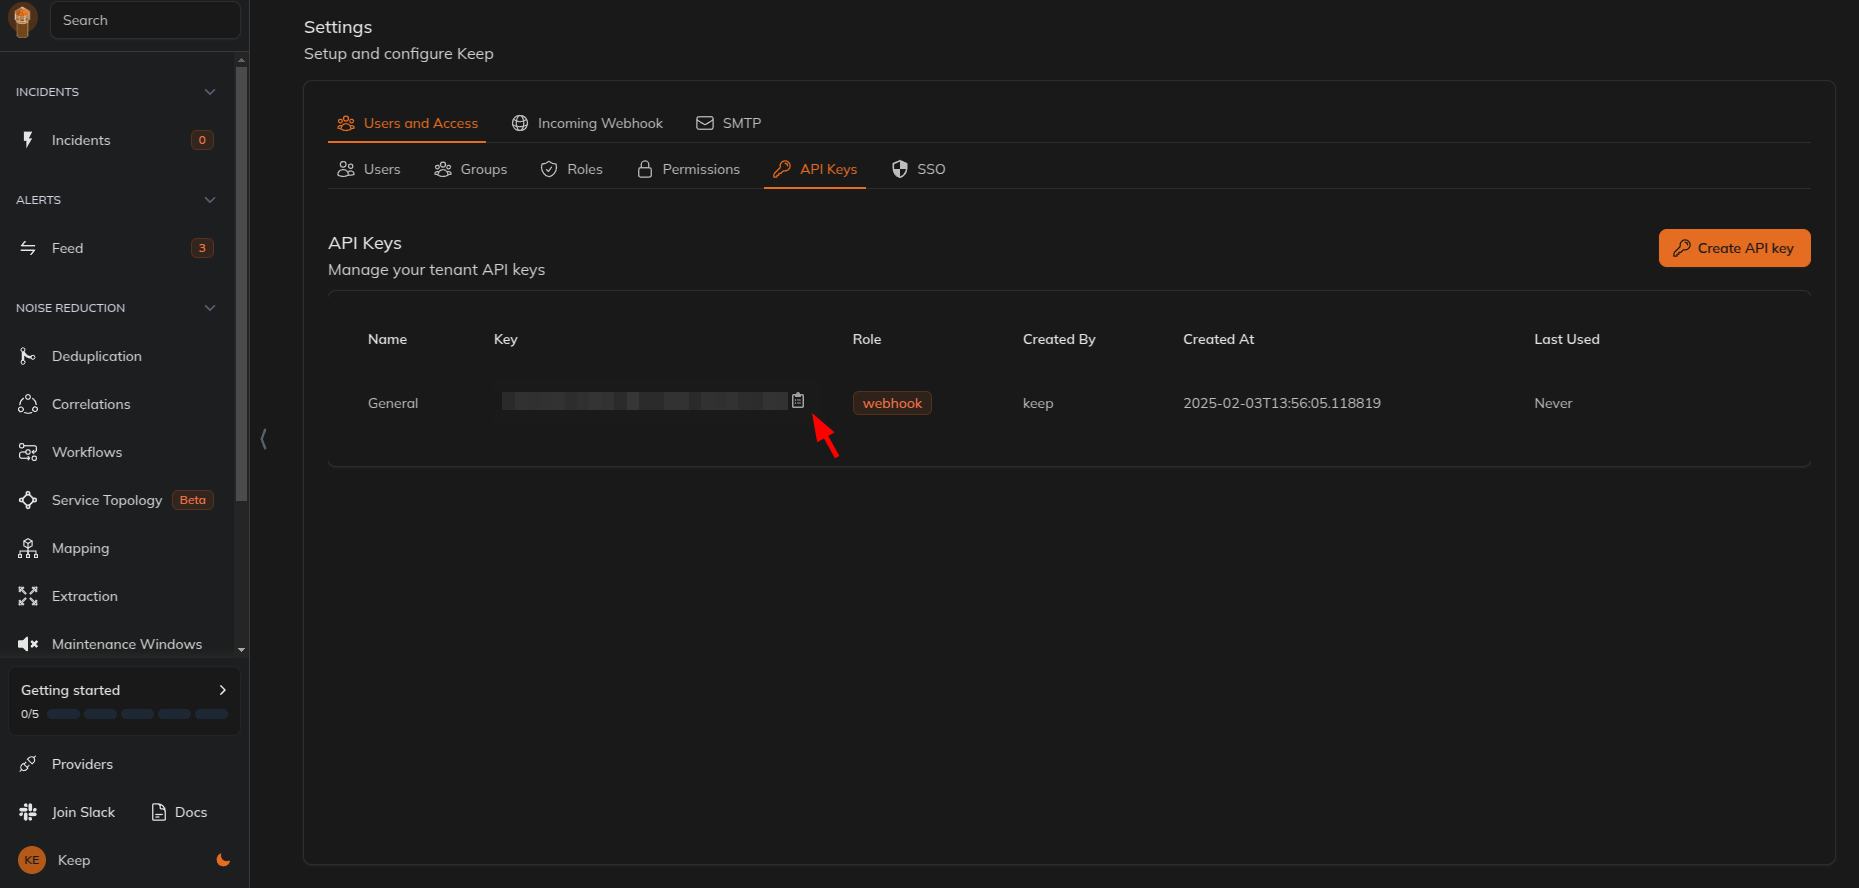 Search
INCIDENTS
Incidents 0
ALERTS
Feed 3
NOISE REDUCTION
Deduplication
Correlations
Workflows
Service Topology Beta
Mapping
Extraction
Maintenance Windows
Getting started
0/5
Providers
Join Slack Docs
KE Keep
Settings
Setup and configure Keep
Users and Access Incoming Webhook SMTP
Users Groups Roles Permissions API Keys SSO
API Keys
Manage your tenant API keys
Create API key
Name Key Role Created By Created At Last Used
General webhook keep 2025-02-03T13:56:05.118819 Never